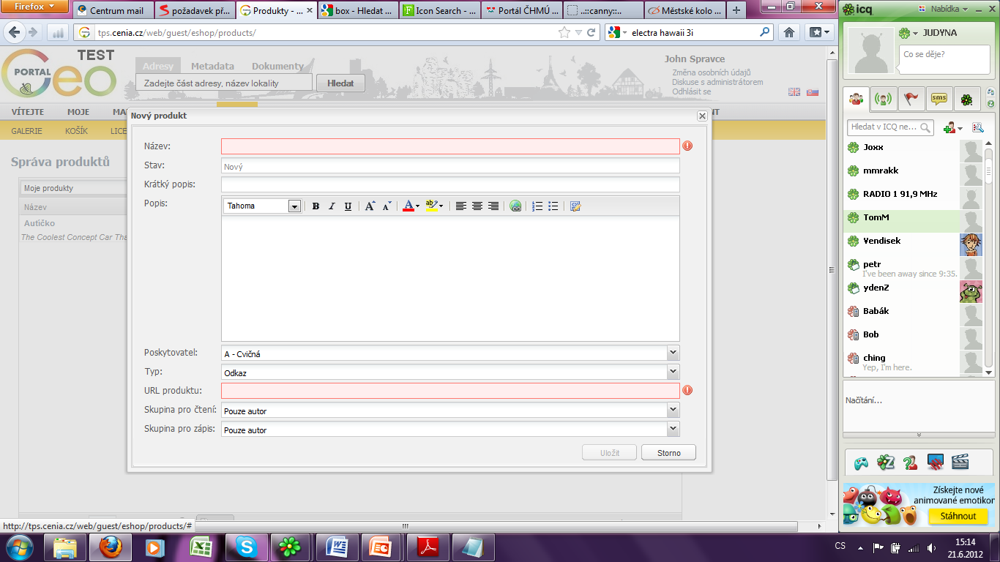 Firefox
Centrum mail
požadavek př...
Produkty - ...
box - Hledat ...
Icon Search - ...
Portál ČHMÚ ...
..:::canny::..
Městské kolo ...
tps.cenia.cz/web/guest/eshop/products/
electra hawaii 3i
TEST
PORTAL
Geo
Adresy
Metadata
Dokumenty
Zadejte část adresy, název lokality
Hledat
John Spravce
Změna osobních údajů
Diskuse s administrátorem
Odhlásit se
VÍTEJTE
MOJE
GALERIE
KOŠÍK
Správa produktů
Moje produkty
Název
Autíčko
The Coolest Concept Car Tha
Nový produkt
Název:
Stav:
Nový
Krátký popis:
Popis:
Tahoma
B I U A A A ab
Poskytovatel:
A - Cvičná
Typ:
Odkaz
URL produktu:
Skupina pro čtení:
Pouze autor
Skupina pro zápis:
Pouze autor
Uložit
Storno
http://tps.cenia.cz/web/guest/eshop/products/#
icq
Nabídka
JUDYNA
Co se děje?
sms
Hledat v ICQ ne...
Joxx
mmrakk
RADIO 1 91,9 MHz
TomM
Vendisek
petr
I've been away since 9:35.
ydenZ
Babák
Bob
ching
Yep, I'm here.
Načítání...
Získejte nové
animované emotikon
Stáhnout
CS
15:14
21.6.2012